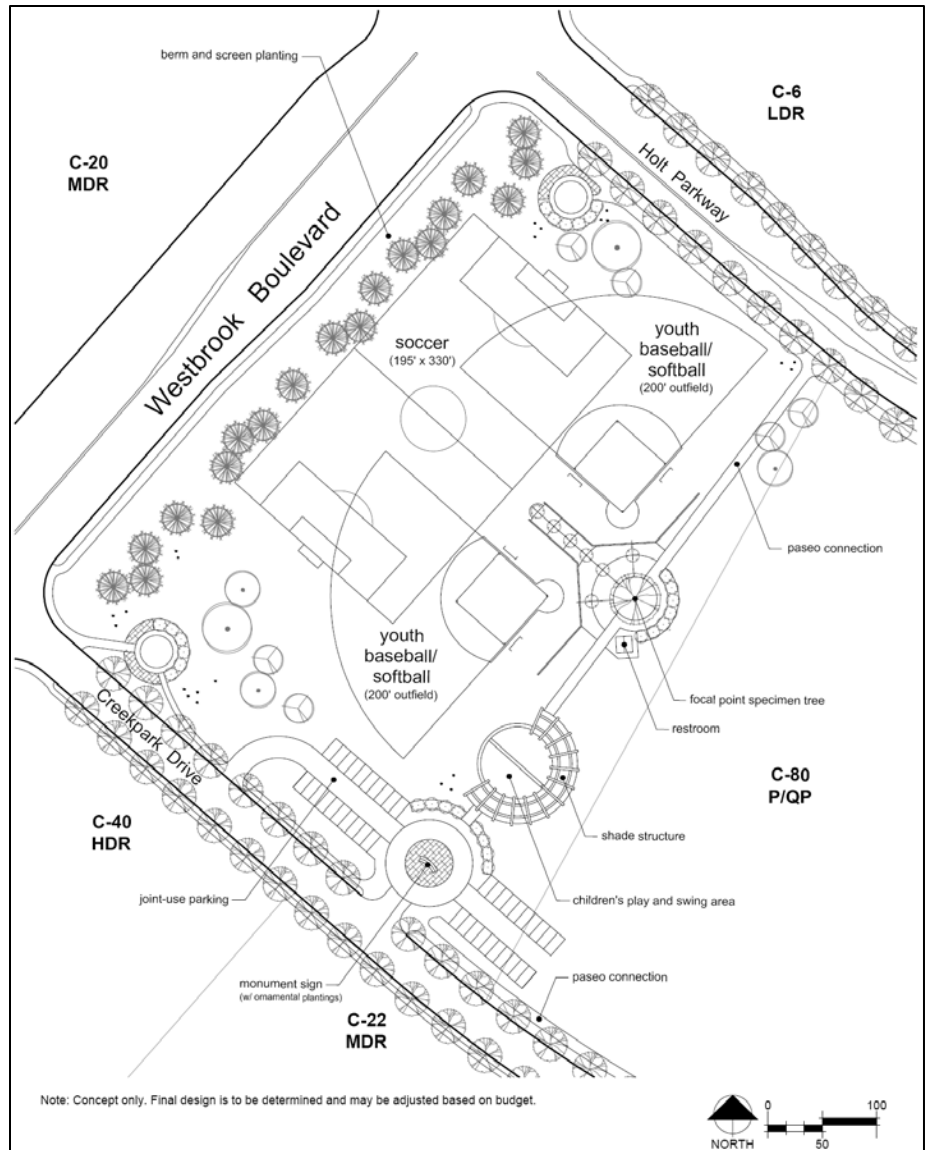 berm and screen planting
C-6
LDR
C-20
MDR
Holt Parkway
Westbrook Boulevard
soccer
(195' x 330')
youth
baseball/
softball
(200' outfield)
paseo connection
youth
baseball/
softball
(200' outfield)
focal point specimen tree
restroom
Creekpark Drive
C-80
P/QP
C-40
HDR
shade structure
joint-use parking
children's play and swing area
monument sign
(w/ ornamental plantings)
paseo connection
C-22
MDR
Note: Concept only. Final design is to be determined and may be adjusted based on budget.
NORTH
0
50
100